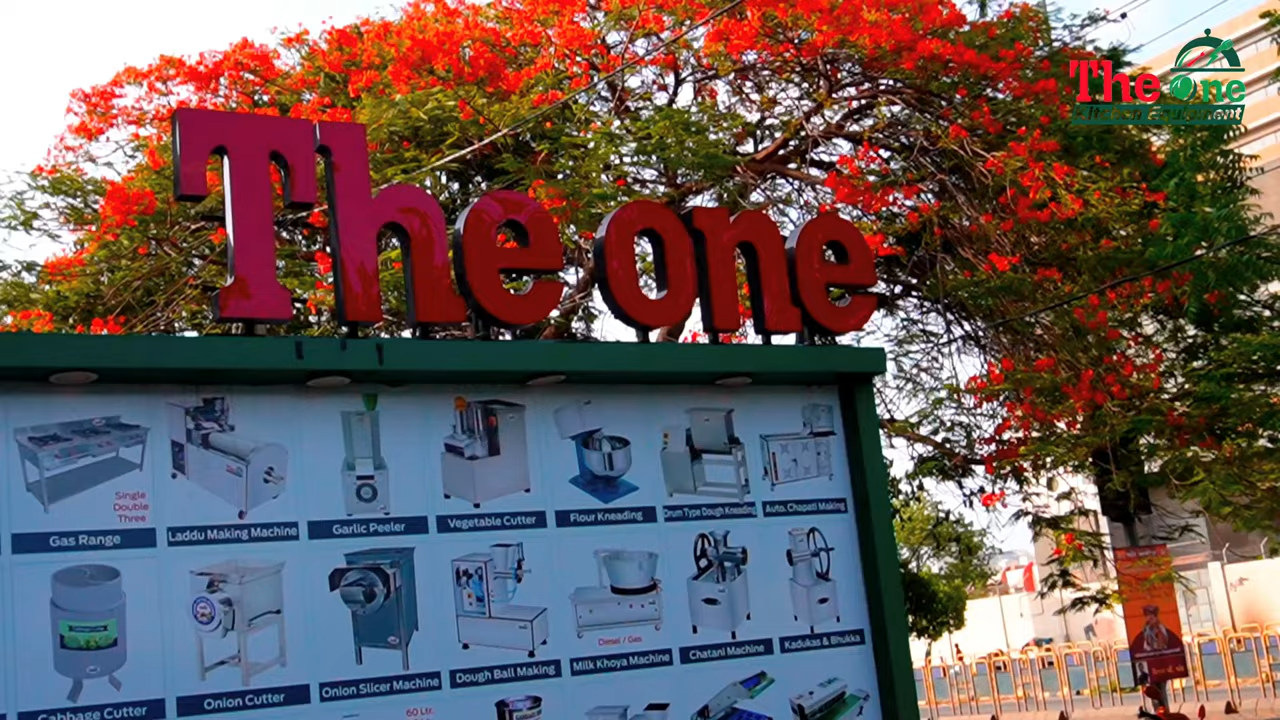 The one
The One
Kitchen Equipment
Single
Double
Three
Gas Range
Laddu Making Machine
Garlic Peeler
Vegetable Cutter
Flour Kneading
Drum Type Dough Kneading
Auto. Chapati Making
Cabbage Cutter
Onion Cutter
Onion Slicer Machine
Dough Ball Making
Diesel / Gas
Milk Khoya Machine
Chatani Machine
Kadukas & Bhukka
60 Ltr.